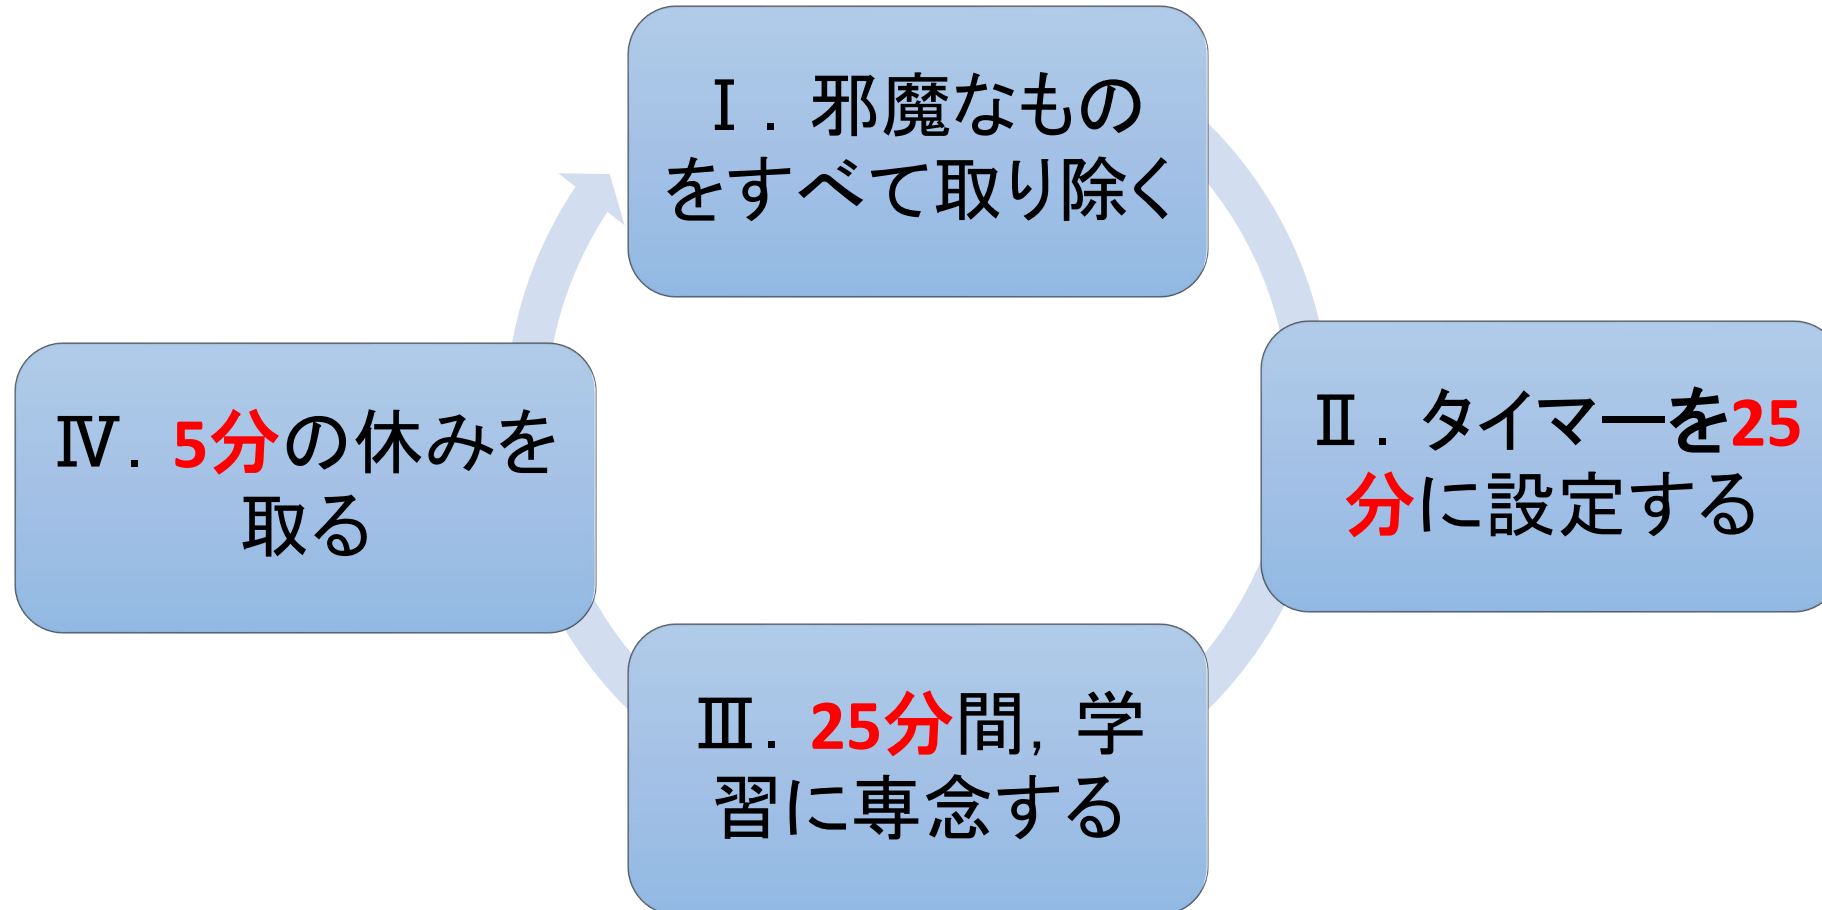 Ⅰ．邪魔なもの
をすべて取り除く
Ⅱ．タイマーを25
分に設定する
Ⅲ．25分間，学
習に専念する
Ⅳ．5分の休みを
取る